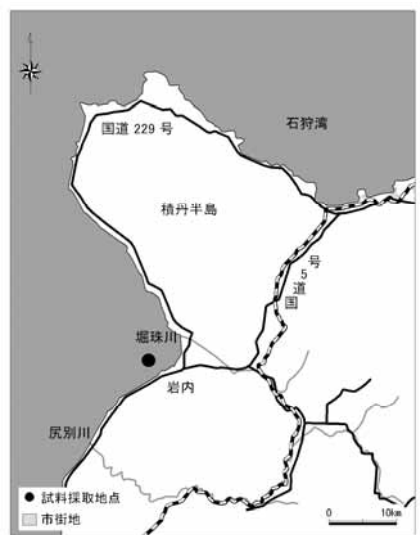 石狩湾
国道 229 号
積丹半島
国道5号
堀珠川
岩内
尻別川
試料採取地点
市街地
0 10km